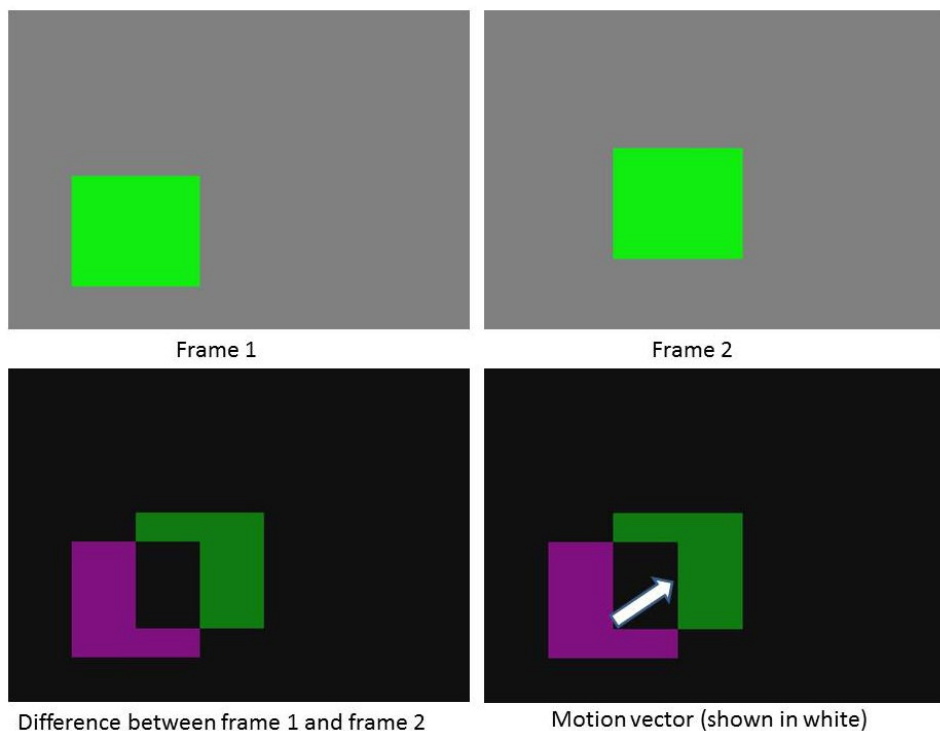 Frame 1
Frame 2
Difference between frame 1 and frame 2
Motion vector (shown in white)